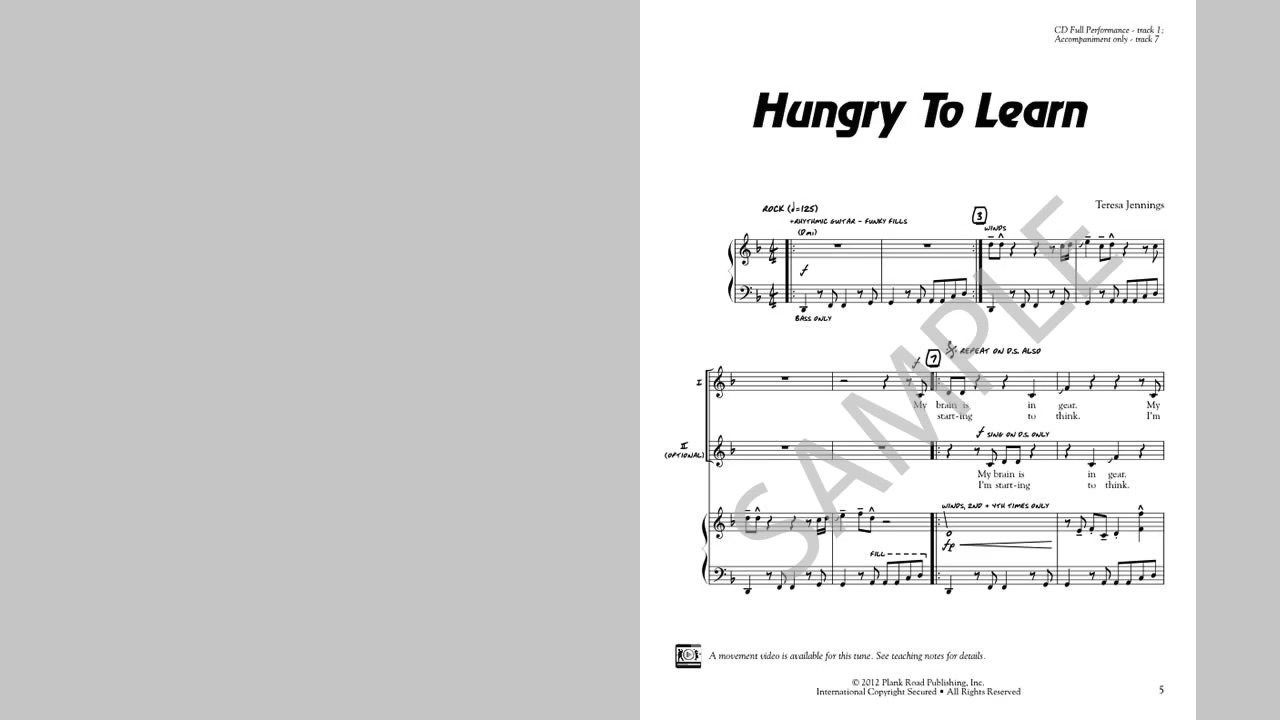 CD Full Performance - track 1;
Accompaniment only - track 7
Hungry To Learn
Teresa Jennings
ROCK (♩=125)
+RHYTHMIC GUITAR - FUNKY FILLS
(Dmi)
3
WINDS
f
BASS ONLY
f
7
REPEAT ON D.S. ALSO
I
My brain is in gear. My
start-ing to think. I'm
f SING ON D.S. ONLY
II
(OPTIONAL)
My brain is in gear.
I'm start-ing to think.
WINDS, 2ND + 4TH TIMES ONLY
fp
FILL
SAMPLE
A movement video is available for this tune. See teaching notes for details.
© 2012 Plank Road Publishing, Inc.
International Copyright Secured • All Rights Reserved
5